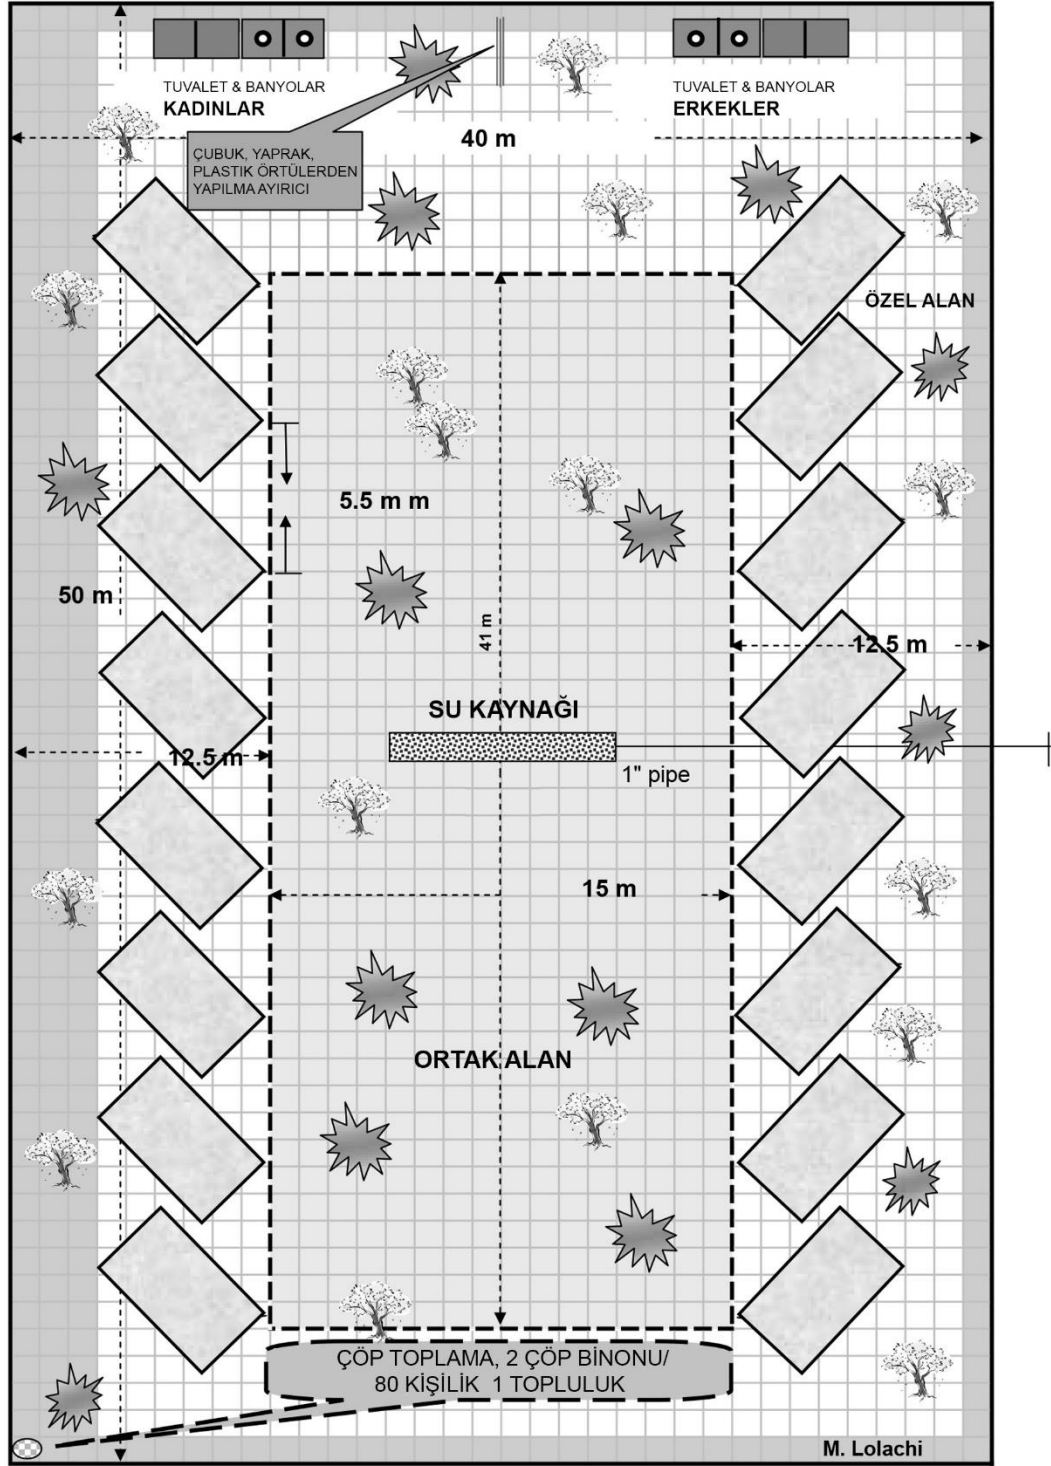 TUVALET & BANYOLAR
KADINLAR
TUVALET & BANYOLAR
ERKEKLER
40 m
ÇUBUK, YAPRAK,
PLASTIK ÖRTÜLERDEN
YAPILMA AYIRICI
ÖZEL ALAN
5.5 m m
50 m
41 m
12.5 m
SU KAYNAĞI
12.5 m
1" pipe
15 m
ORTAK ALAN
ÇÖP TOPLAMA, 2 ÇÖP BİNONU/
80 KİŞİLİK 1 TOPLULUK
M. Lolachi